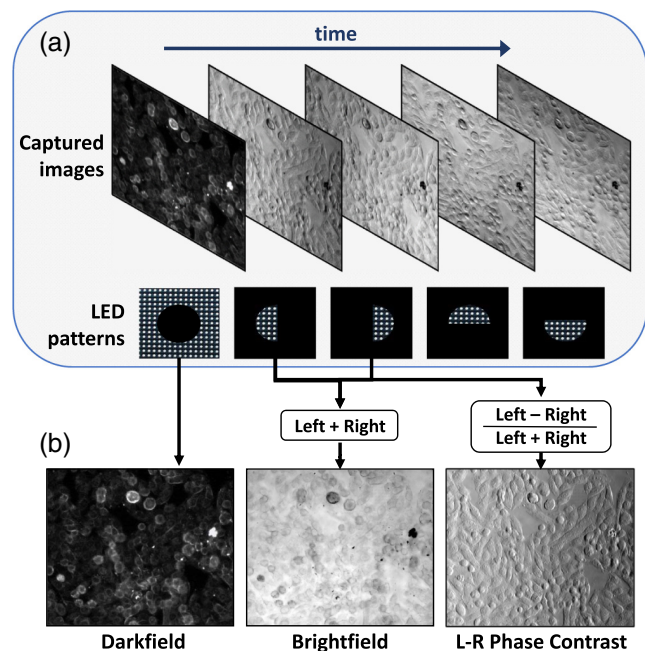 (a)
time
Captured
images
LED
patterns
Left + Right
Left – Right
Left + Right
(b)
Darkfield
Brightfield
L-R Phase Contrast